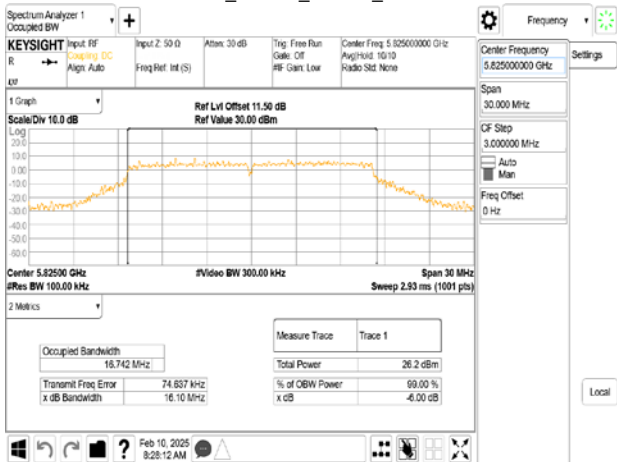 Spectrum Analyzer 1
Occupied BW
Frequency
KEYSIGHT
R
Input: RF
Coupling: DC
Align: Auto
Input Z: 50 Ω
Freq Ref: Int (S)
Atten: 30 dB
Trig: Free Run
Gate: Off
#IF Gain: Low
Center Freq: 5.825000000 GHz
Avg|Hold: 10/10
Radio Std: None
Center Frequency
5.825000000 GHz
Settings
Span
30.000 MHz
CF Step
3.000000 MHz
Auto
Man
Freq Offset
0 Hz
Local
1 Graph
Scale/Div 10.0 dB
Ref Lvl Offset 11.50 dB
Ref Value 30.00 dBm
Log
20.0
10.0
0.00
-10.0
-20.0
-30.0
-40.0
-50.0
-60.0
Center 5.82500 GHz
#Video BW 300.00 kHz
Span 30 MHz
#Res BW 100.00 kHz
Sweep 2.93 ms (1001 pts)
2 Metrics
Measure Trace
Trace 1
Occupied Bandwidth
16.742 MHz
Total Power
26.2 dBm
Transmit Freq Error
74.637 kHz
% of OBW Power
99.00 %
x dB Bandwidth
16.10 MHz
x dB
-6.00 dB
?
Feb 10, 2025
8:28:12 AM